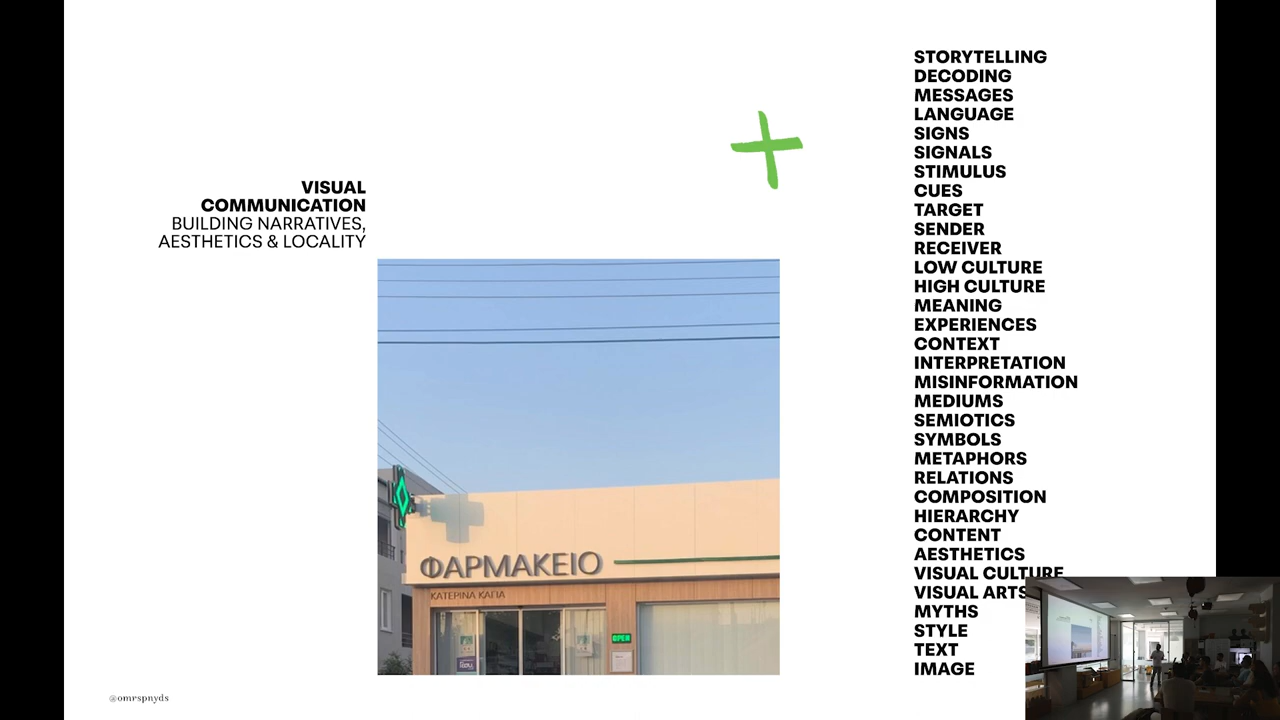 VISUAL
COMMUNICATION
BUILDING NARRATIVES,
AESTHETICS & LOCALITY
ΦΑΡΜΑΚΕΙΟ
ΚΑΤΕΡΙΝΑ ΚΑΓΙΑ
OPEN
STORYTELLING
DECODING
MESSAGES
LANGUAGE
SIGNS
SIGNALS
STIMULUS
CUES
TARGET
SENDER
RECEIVER
LOW CULTURE
HIGH CULTURE
MEANING
EXPERIENCES
CONTEXT
INTERPRETATION
MISINFORMATION
MEDIUMS
SEMIOTICS
SYMBOLS
METAPHORS
RELATIONS
COMPOSITION
HIERARCHY
CONTENT
AESTHETICS
VISUAL CULTURE
VISUAL ARTS
MYTHS
STYLE
TEXT
IMAGE
@omrspnyds